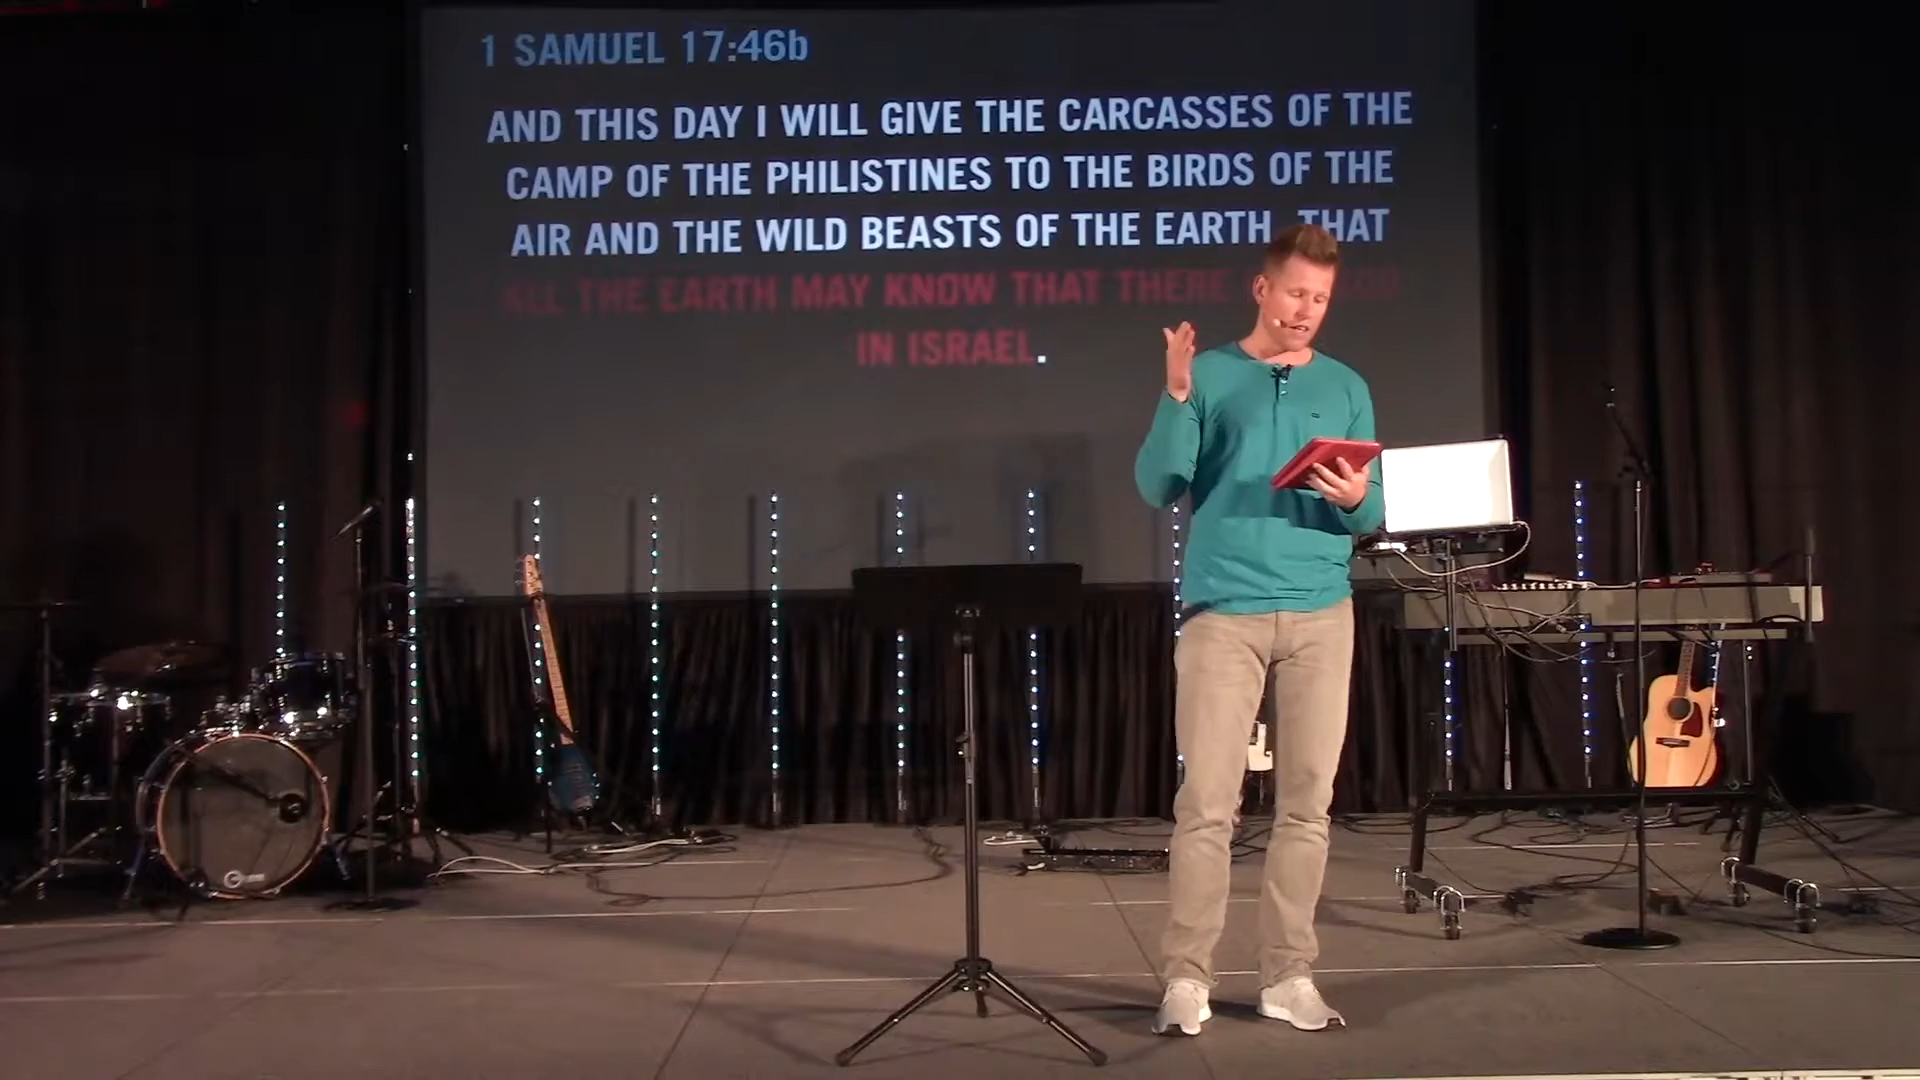 1 SAMUEL 17:46b
AND THIS DAY I WILL GIVE THE CARCASSES OF THE
CAMP OF THE PHILISTINES TO THE BIRDS OF THE
AIR AND THE WILD BEASTS OF THE EARTH THAT
ALL THE EARTH MAY KNOW THAT THERE
IN ISRAEL.